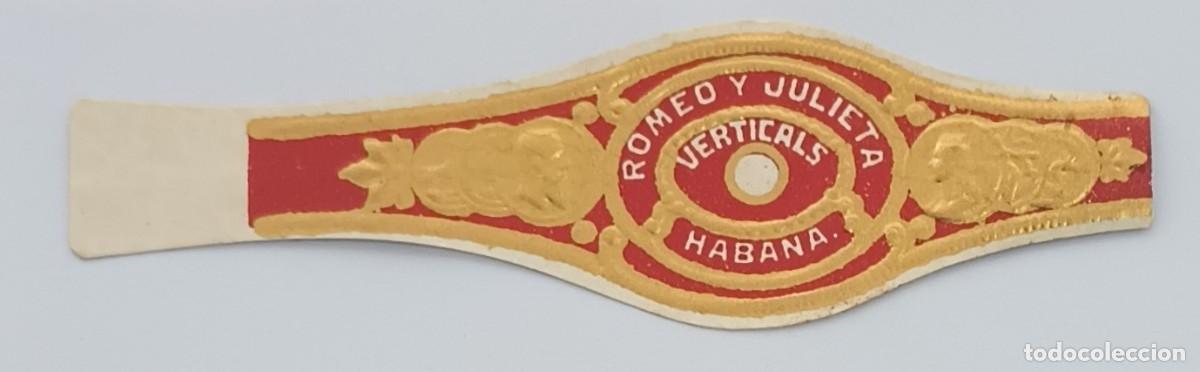 ROMEO Y JULIETA
VERTICALS
HABANA.
todocoleccion